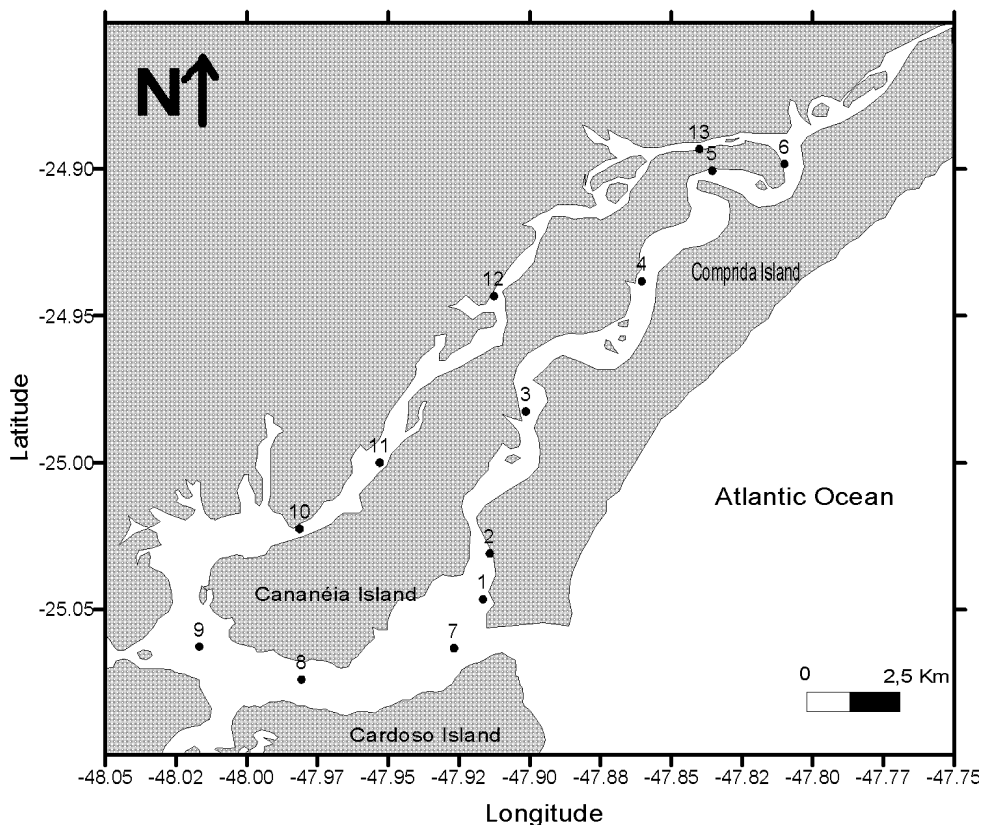 N
13
5
6
-24.90
4
Comprida Island
12
-24.95
3
11
-25.00
Atlantic Ocean
10
2
Cananéia Island
1
-25.05
9
7
8
0 2,5 Km
Cardoso Island
Latitude
-48.05 -48.02 -48.00 -47.97 -47.95 -47.92 -47.90 -47.87 -47.85 -47.82 -47.80 -47.77 -47.75
Longitude